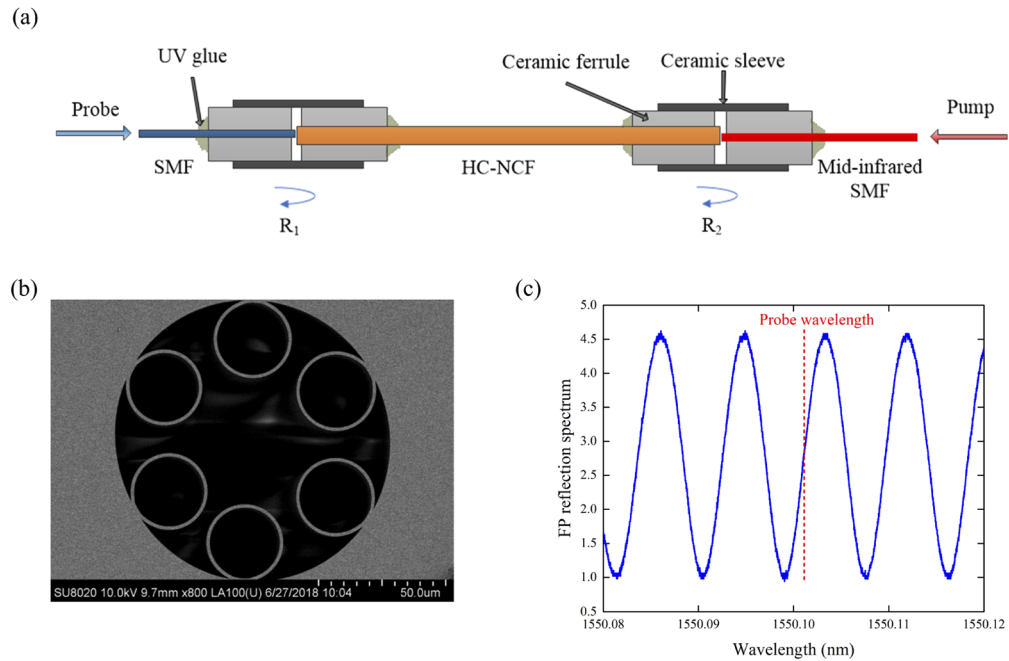 (a)
UV glue
Ceramic ferrule
Ceramic sleeve
Probe
Pump
SMF
HC-NCF
Mid-infrared
SMF
R₁
R₂
(b)
SU8020 10.0kV 9.7mm x800 LA100(U) 6/27/2018 10:04
50.0um
(c)
FP reflection spectrum
5.0
4.5
4.0
3.5
3.0
2.5
2.0
1.5
1.0
0.5
Probe wavelength
1550.08
1550.09
1550.10
1550.11
1550.12
Wavelength (nm)